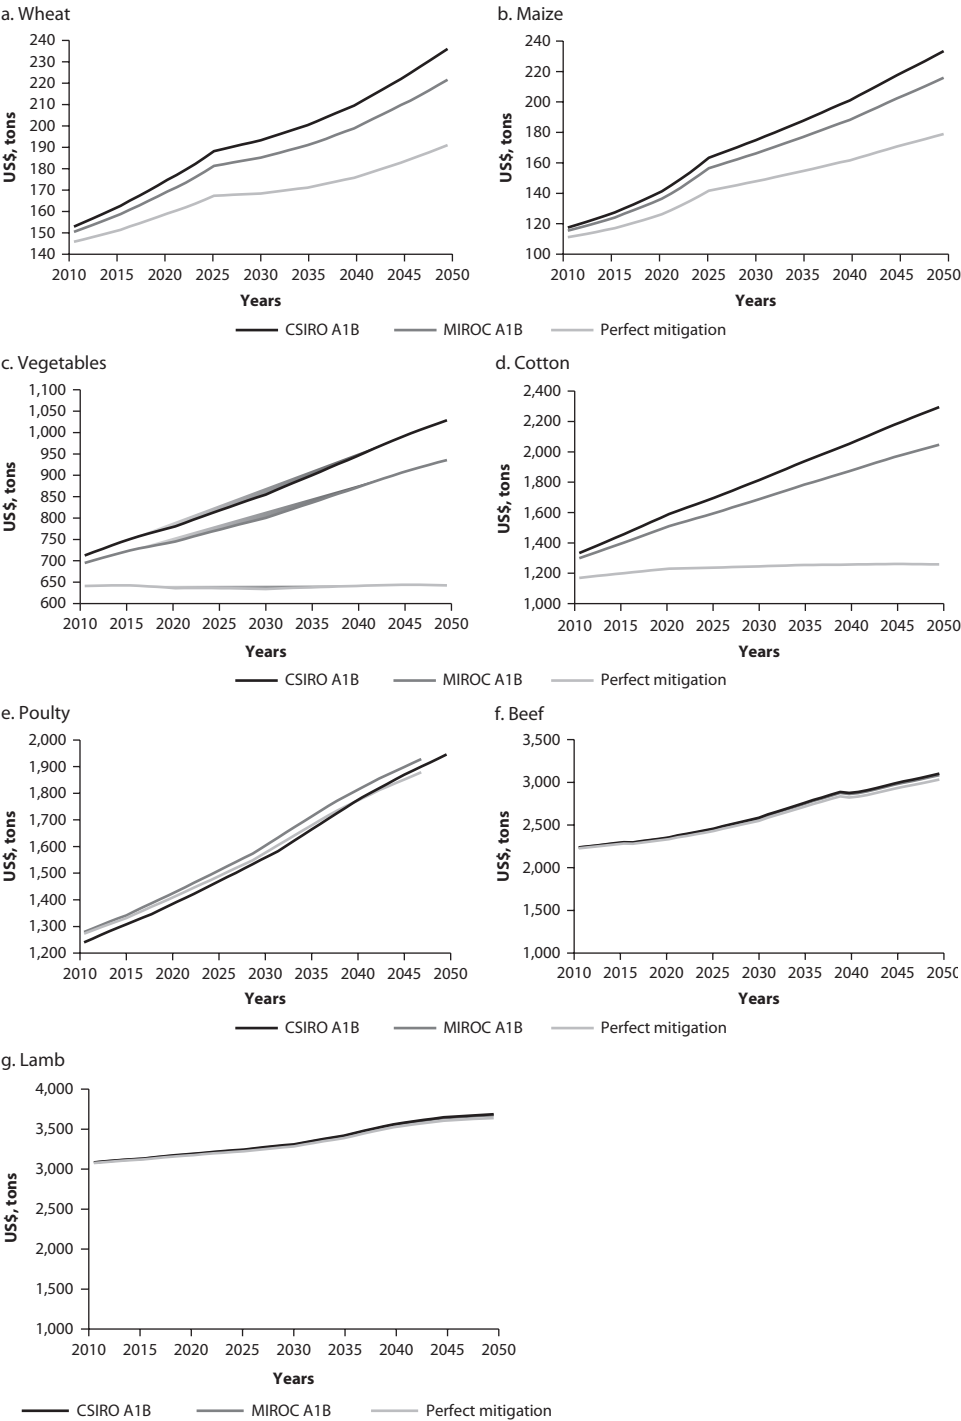 a. Wheat
240
230
220
210
200
190
180
170
160
150
140
US$, tons
2010 2015 2020 2025 2030 2035 2040 2045 2050
Years
b. Maize
240
220
200
180
160
140
120
100
US$, tons
2010 2015 2020 2025 2030 2035 2040 2045 2050
Years
CSIRO A1B MIROC A1B Perfect mitigation
c. Vegetables
1,100
1,050
1,000
950
900
850
800
750
700
650
600
US$, tons
2010 2015 2020 2025 2030 2035 2040 2045 2050
Years
d. Cotton
2,400
2,200
2,000
1,800
1,600
1,400
1,200
1,000
US$, tons
2010 2015 2020 2025 2030 2035 2040 2045 2050
Years
CSIRO A1B MIROC A1B Perfect mitigation
e. Poulty
2,000
1,900
1,800
1,700
1,600
1,500
1,400
1,300
1,200
US$, tons
2010 2015 2020 2025 2030 2035 2040 2045 2050
Years
f. Beef
3,500
3,000
2,500
2,000
1,500
1,000
US$, tons
2010 2015 2020 2025 2030 2035 2040 2045 2050
Years
CSIRO A1B MIROC A1B Perfect mitigation
g. Lamb
4,000
3,500
3,000
2,500
2,000
1,500
1,000
US$, tons
2010 2015 2020 2025 2030 2035 2040 2045 2050
Years
CSIRO A1B MIROC A1B Perfect mitigation